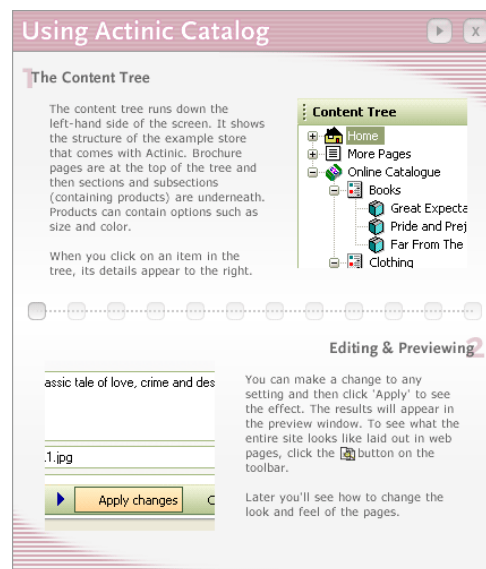 Using Actinic Catalog
X
1 The Content Tree
The content tree runs down the
left-hand side of the screen. It shows
the structure of the example store
that comes with Actinic. Brochure
pages are at the top of the tree and
then sections and subsections
(containing products) are underneath.
Products can contain options such as
size and color.
When you click on an item in the
tree, its details appear to the right.
Content Tree
Home
More Pages
Online Catalogue
Books
Great Expecta
Pride and Prej
Far From The
Clothing
Editing & Previewing 2
assic tale of love, crime and des
.1.jpg
Apply changes
You can make a change to any
setting and then click 'Apply' to see
the effect. The results will appear in
the preview window. To see what the
entire site looks like laid out in web
pages, click the button on the
toolbar.
Later you'll see how to change the
look and feel of the pages.